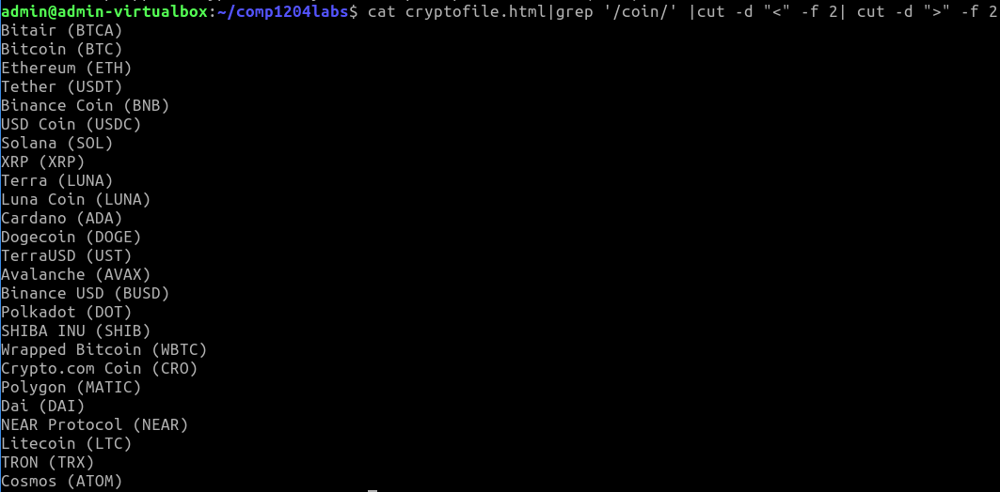 admin@admin-virtualbox:~/comp1204labs$ cat cryptofile.html|grep '/coin/' |cut -d "<" -f 2| cut -d ">" -f 2
Bitair (BTCA)
Bitcoin (BTC)
Ethereum (ETH)
Tether (USDT)
Binance Coin (BNB)
USD Coin (USDC)
Solana (SOL)
XRP (XRP)
Terra (LUNA)
Luna Coin (LUNA)
Cardano (ADA)
Dogecoin (DOGE)
TerraUSD (UST)
Avalanche (AVAX)
Binance USD (BUSD)
Polkadot (DOT)
SHIBA INU (SHIB)
Wrapped Bitcoin (WBTC)
Crypto.com Coin (CRO)
Polygon (MATIC)
Dai (DAI)
NEAR Protocol (NEAR)
Litecoin (LTC)
TRON (TRX)
Cosmos (ATOM)